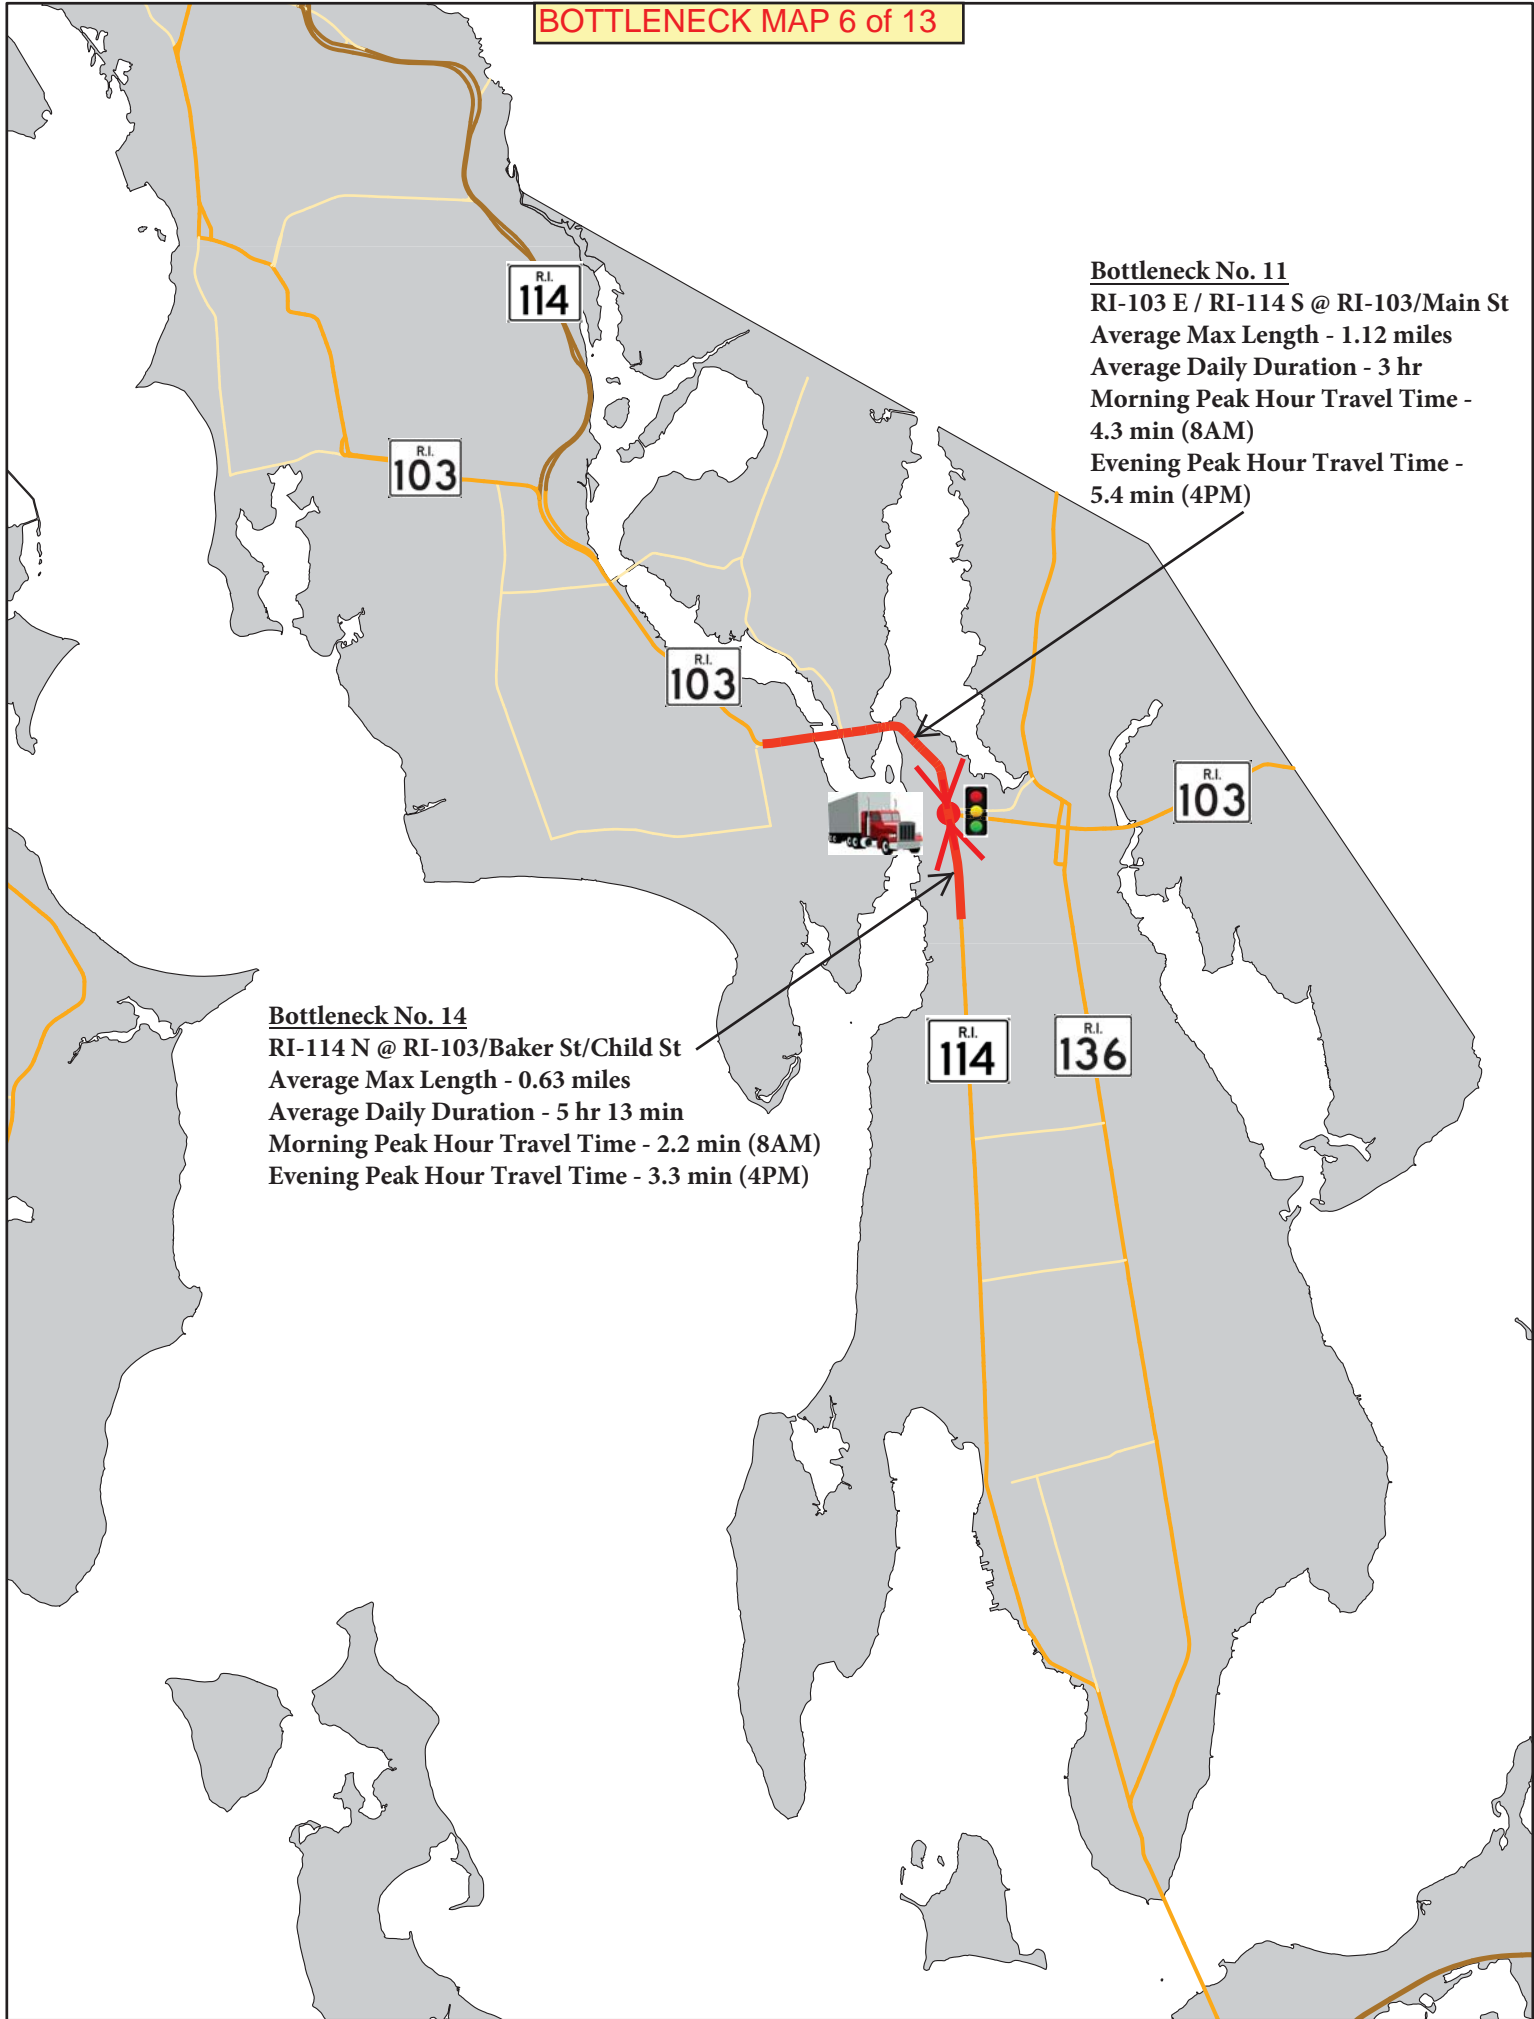 BOTTLENECK MAP 6 of 13
R.I.
114
Bottleneck No. 11
RI-103 E / RI-114 S @ RI-103/Main St
Average Max Length - 1.12 miles
Average Daily Duration - 3 hr
Morning Peak Hour Travel Time -
4.3 min (8AM)
Evening Peak Hour Travel Time -
5.4 min (4PM)
R.I.
103
R.I.
103
R.I.
103
Bottleneck No. 14
RI-114 N @ RI-103/Baker St/Child St
Average Max Length - 0.63 miles
Average Daily Duration - 5 hr 13 min
Morning Peak Hour Travel Time - 2.2 min (8AM)
Evening Peak Hour Travel Time - 3.3 min (4PM)
R.I.
114
R.I.
136